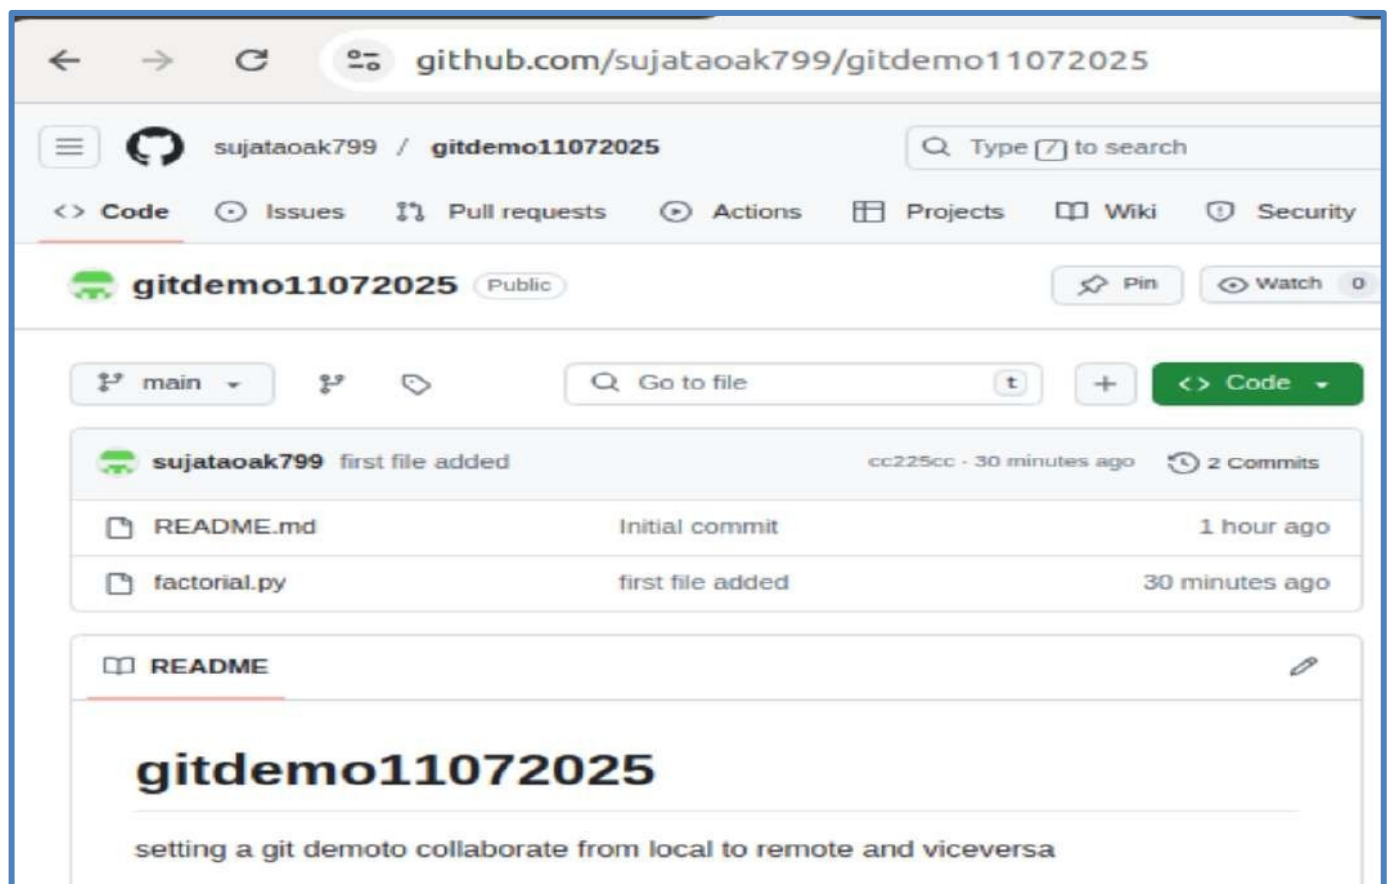 github.com/sujataoak799/gitdemo11072025
sujataoak799 / gitdemo11072025 Type / to search
Code Issues Pull requests Actions Projects Wiki Security
gitdemo11072025 Public Pin Watch 0
main Go to file t + Code
sujataoak799 first file added cc225cc · 30 minutes ago 2 Commits
README.md Initial commit 1 hour ago
factorial.py first file added 30 minutes ago
README
gitdemo11072025
setting a git demoto collaborate from local to remote and viceversa